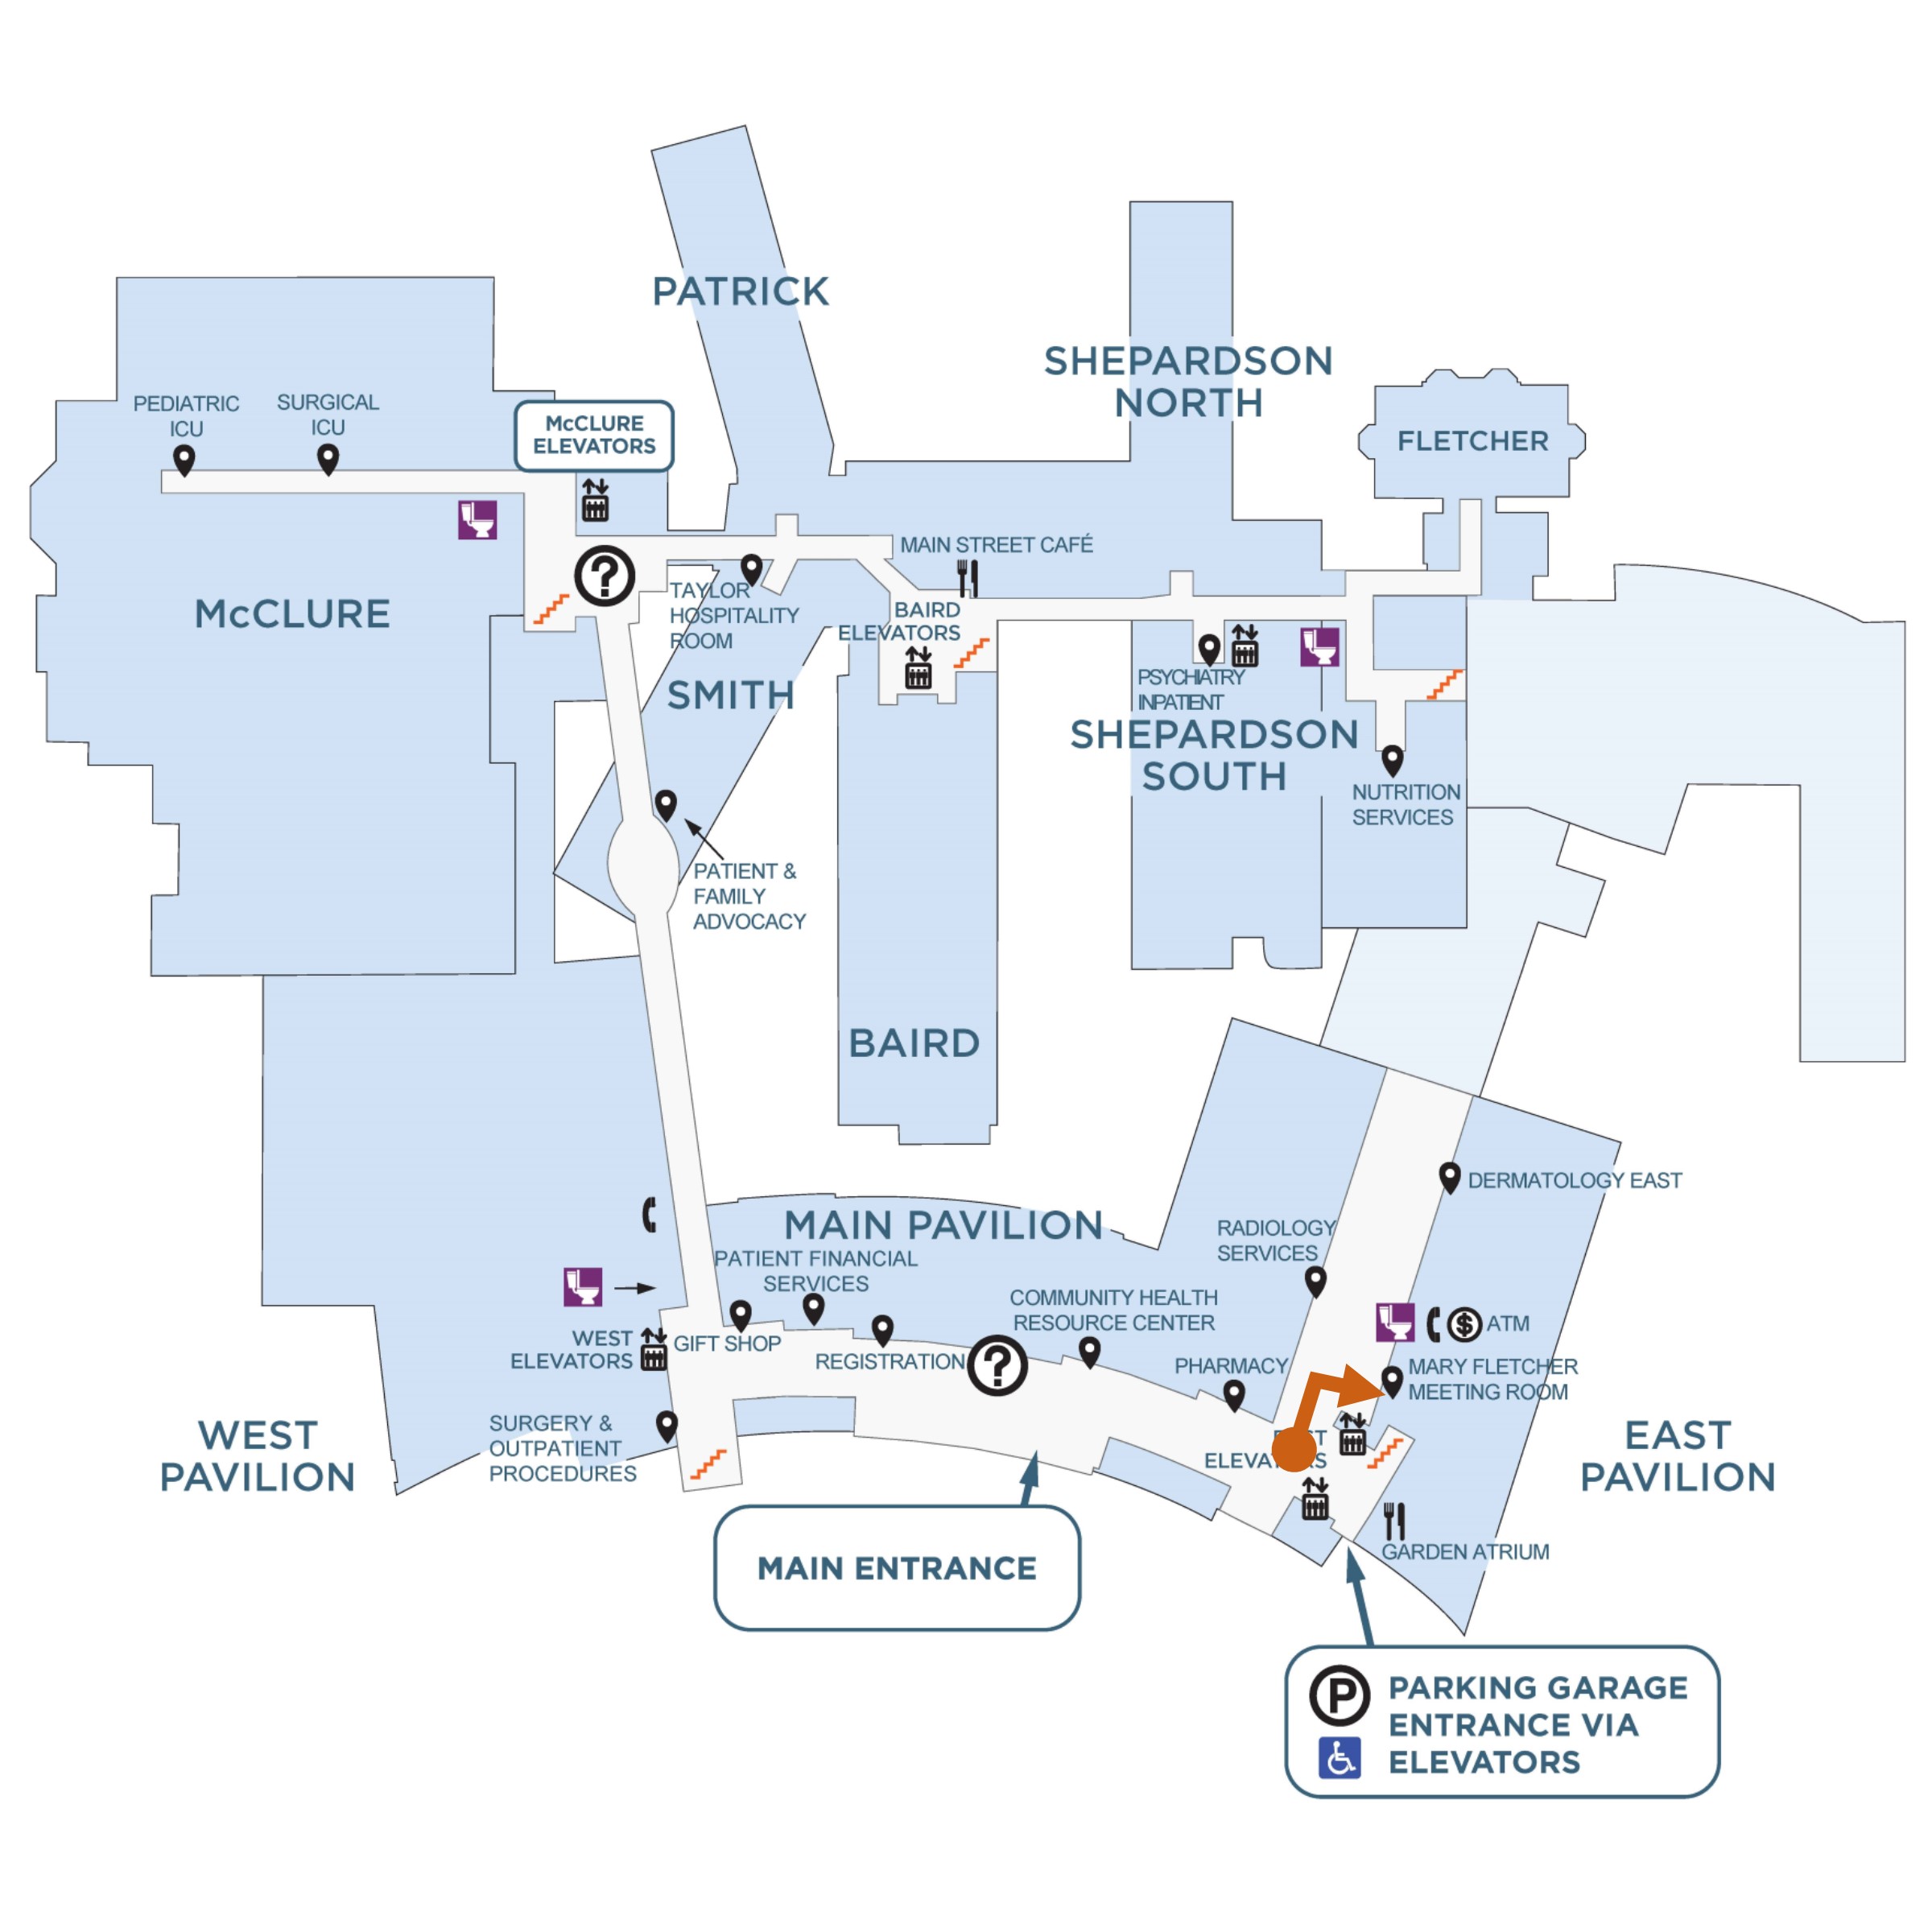 PATRICK
SHEPARDSON
NORTH
FLETCHER
PEDIATRIC
ICU
SURGICAL
ICU
McCLURE
ELEVATORS
McCLURE
?
TAYLOR
HOSPITALITY
ROOM
MAIN STREET CAFÉ
BAIRD
ELEVATORS
SMITH
PSYCHIATRY
INPATIENT
SHEPARDSON
SOUTH
NUTRITION
SERVICES
PATIENT &
FAMILY
ADVOCACY
BAIRD
MAIN PAVILION
PATIENT FINANCIAL
SERVICES
GIFT SHOP
REGISTRATION
?
COMMUNITY HEALTH
RESOURCE CENTER
PHARMACY
RADIOLOGY
SERVICES
DERMATOLOGY EAST
$ ATM
MARY FLETCHER
MEETING ROOM
WEST
ELEVATORS
SURGERY &
OUTPATIENT
PROCEDURES
WEST
PAVILION
EAST
PAVILION
GARDEN ATRIUM
MAIN ENTRANCE
P
PARKING GARAGE
ENTRANCE VIA
ELEVATORS